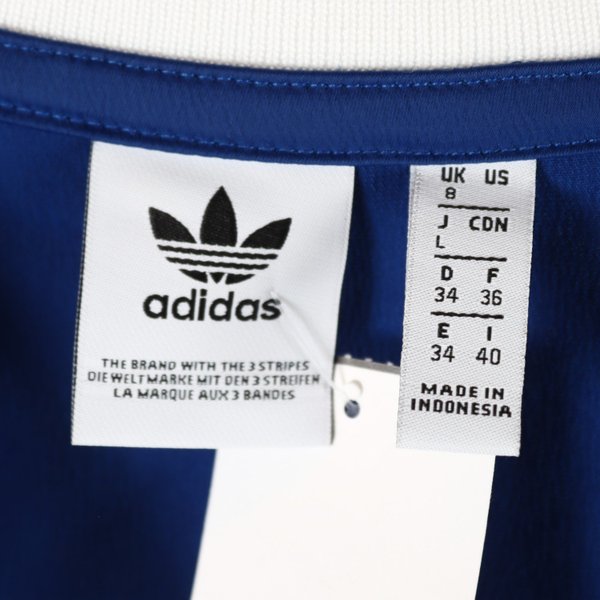 adidas
THE BRAND WITH THE 3 STRIPES
DIE WELTMARKE MIT DEN 3 STREIFEN
LA MARQUE AUX 3 BANDES
UK US
8
J CDN
L
D F
34 36
E I
34 40
MADE IN
INDONESIA